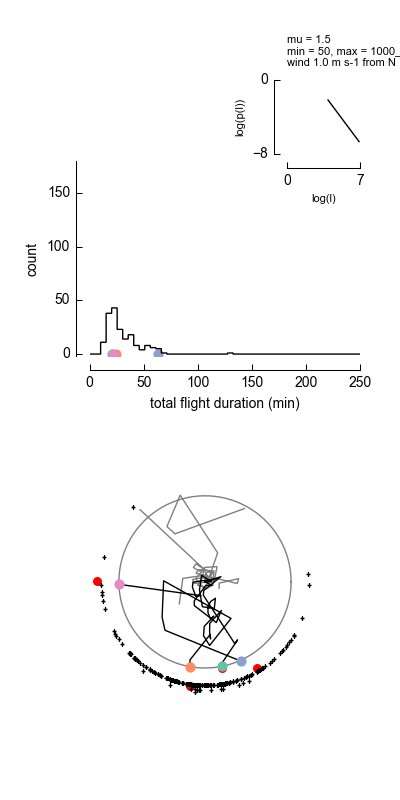 mu = 1.5
min = 50, max = 1000_
wind 1.0 m s-1 from N
0
log(p(l))
−8
0
7
log(l)
150
count
100
50
0
0
50
100
150
200
250
total flight duration (min)